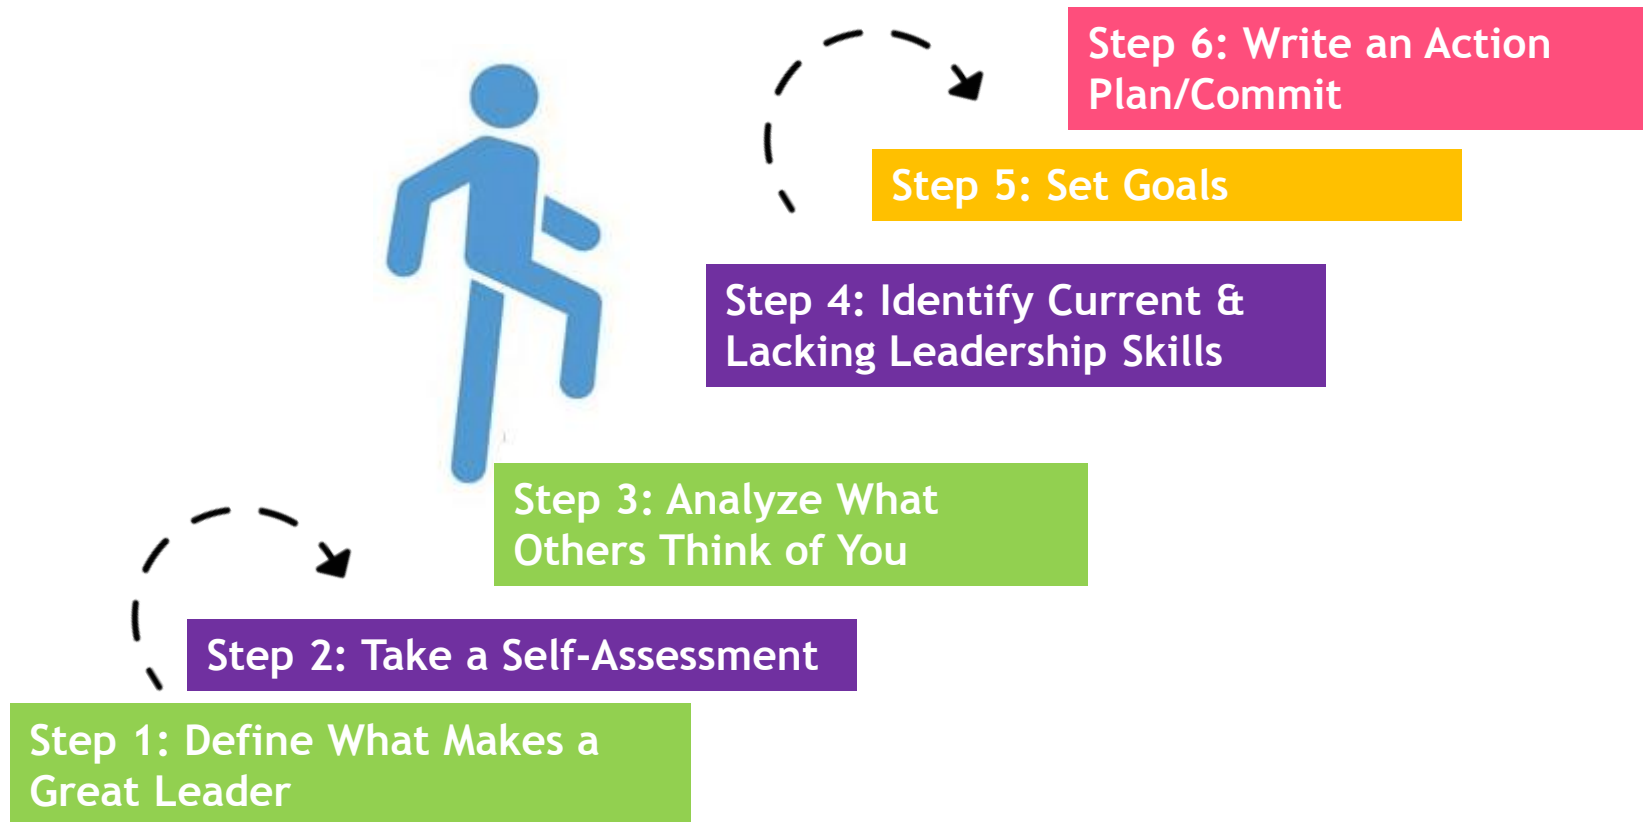 Step 6: Write an Action
Plan/Commit
Step 5: Set Goals
Step 4: Identify Current &
Lacking Leadership Skills
Step 3: Analyze What
Others Think of You
Step 2: Take a Self-Assessment
Step 1: Define What Makes a
Great Leader